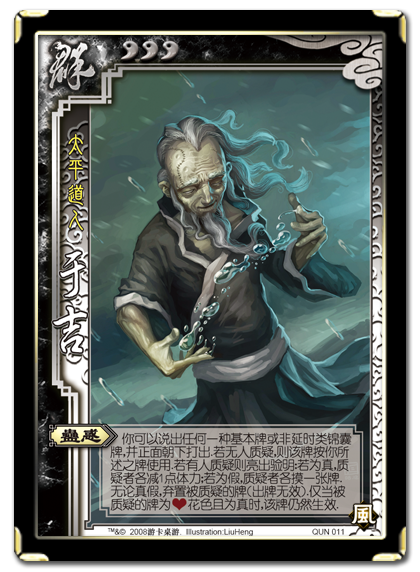 群
太平道人
于吉
蠱惑
你可以说出任何一种基本牌或非延时类锦囊
牌,并正面朝下打出.若无人质疑,则该牌按你所
述之牌使用.若有人质疑则亮出验明:若为真,质
疑者各减1点体力;若为假,质疑者各摸一张牌.
无论真假,弃置被质疑的牌(出牌无效).仅当被
质疑的牌为❤花色且为真时,该牌仍然生效.
™&© 2008游卡桌游. Illustration:LiuHeng
QUN 011
風